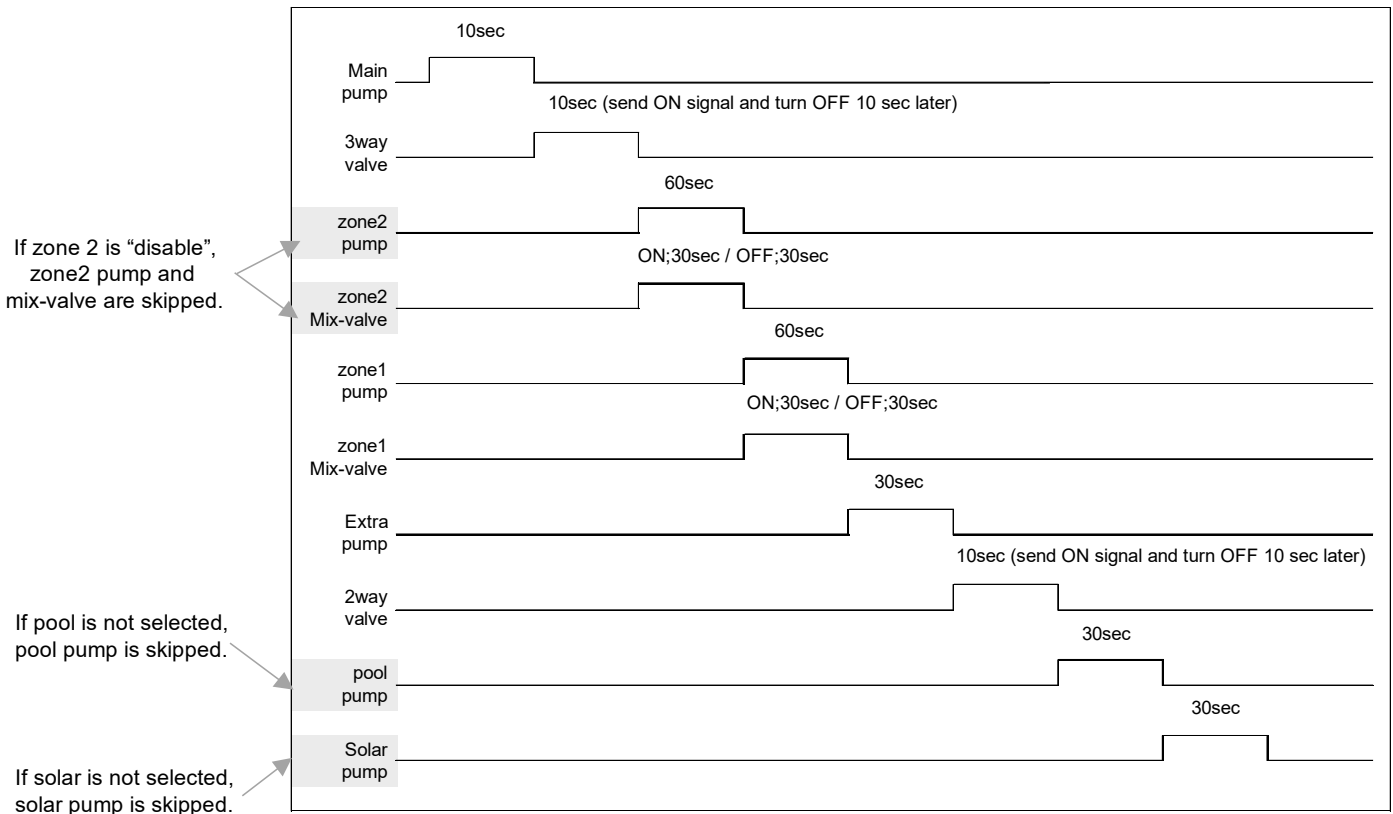 10sec
Main
pump
10sec (send ON signal and turn OFF 10 sec later)
3way
valve
60sec
zone2
pump
If zone 2 is “disable”,
zone2 pump and
mix-valve are skipped.
ON;30sec / OFF;30sec
zone2
Mix-valve
60sec
zone1
pump
ON;30sec / OFF;30sec
zone1
Mix-valve
30sec
Extra
pump
10sec (send ON signal and turn OFF 10 sec later)
2way
valve
If pool is not selected,
pool pump is skipped.
30sec
pool
pump
30sec
Solar
pump
If solar is not selected,
solar pump is skipped.